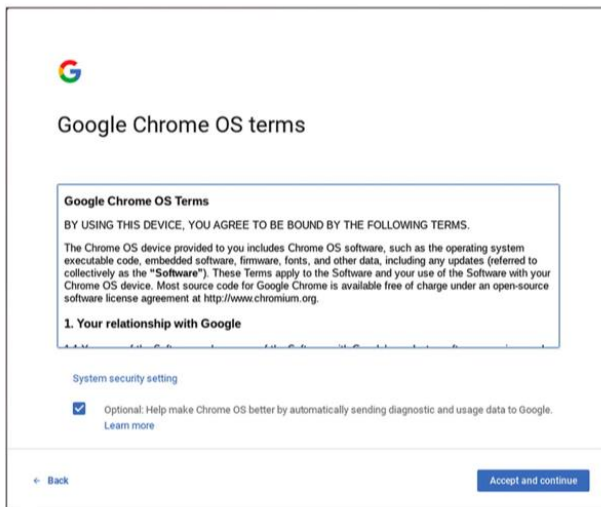 Google Chrome OS terms
Google Chrome OS Terms
BY USING THIS DEVICE, YOU AGREE TO BE BOUND BY THE FOLLOWING TERMS.
The Chrome OS device provided to you includes Chrome OS software, such as the operating system
executable code, embedded software, firmware, fonts, and other data, including any updates (referred to
collectively as the "Software"). These Terms apply to the Software and your use of the Software with your
Chrome OS device. Most source code for Google Chrome is available free of charge under an open-source
software license agreement at http://www.chromium.org.
1. Your relationship with Google
System security setting
Optional: Help make Chrome OS better by automatically sending diagnostic and usage data to Google.
Learn more
← Back
Accept and continue